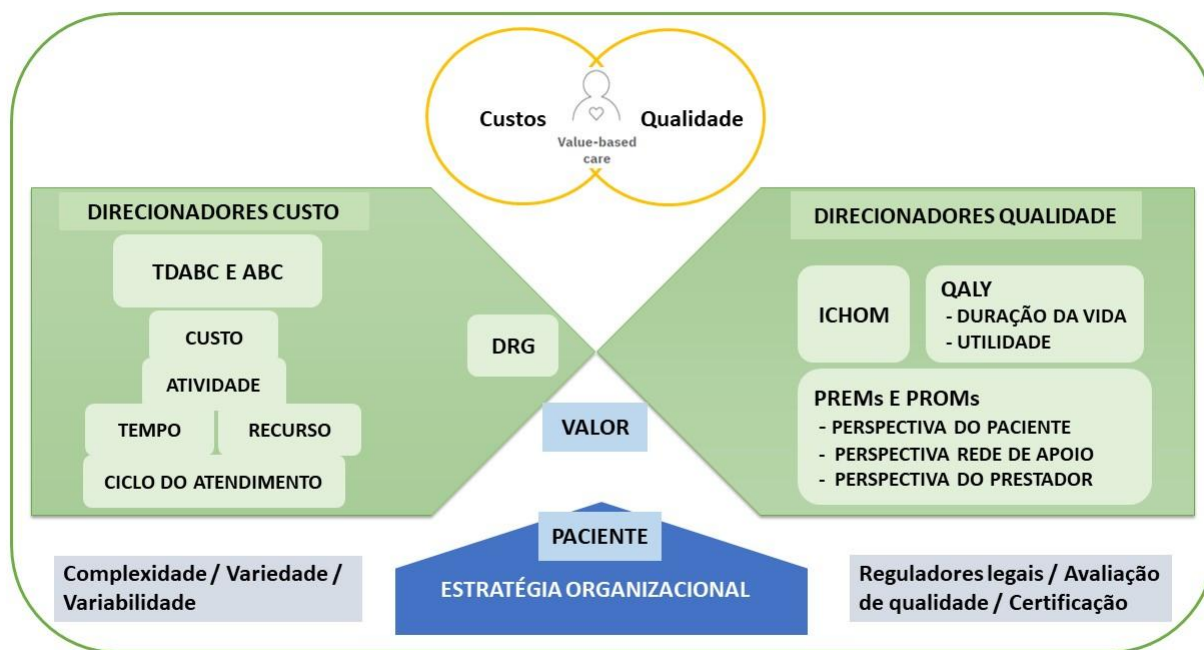 Custos
Qualidade
Value-based
care
DIRECIONADORES CUSTO
TDABC E ABC
CUSTO
ATIVIDADE
TEMPO
RECURSO
CICLO DO ATENDIMENTO
DRG
VALOR
PACIENTE
ESTRATÉGIA ORGANIZACIONAL
DIRECIONADORES QUALIDADE
ICHOM
QALY
- DURAÇÃO DA VIDA
- UTILIDADE
PREMs E PROMs
- PERSPECTIVA DO PACIENTE
- PERSPECTIVA REDE DE APOIO
- PERSPECTIVA DO PRESTADOR
Complexidade / Variedade /
Variabilidade
Reguladores legais / Avaliação
de qualidade / Certificação